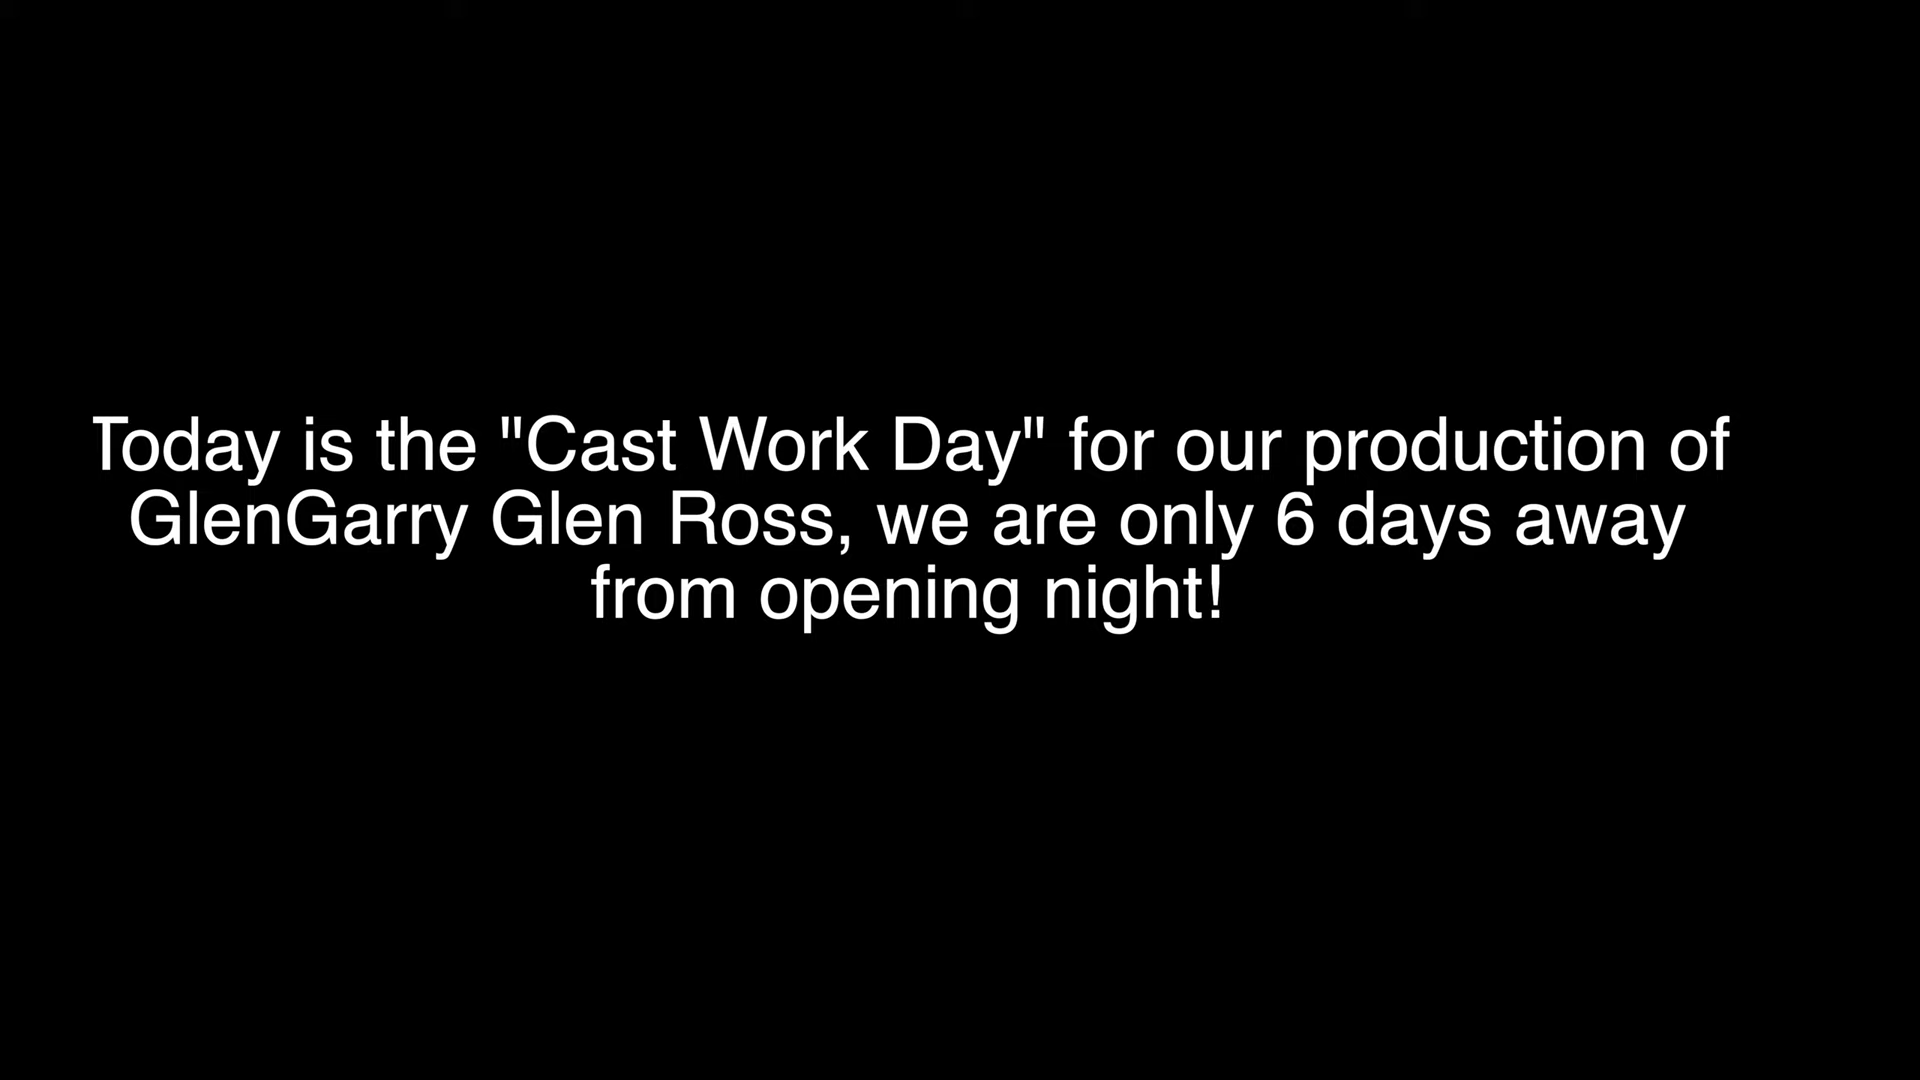 Today is the "Cast Work Day" for our production of
GlenGarry Glen Ross, we are only 6 days away
from opening night!